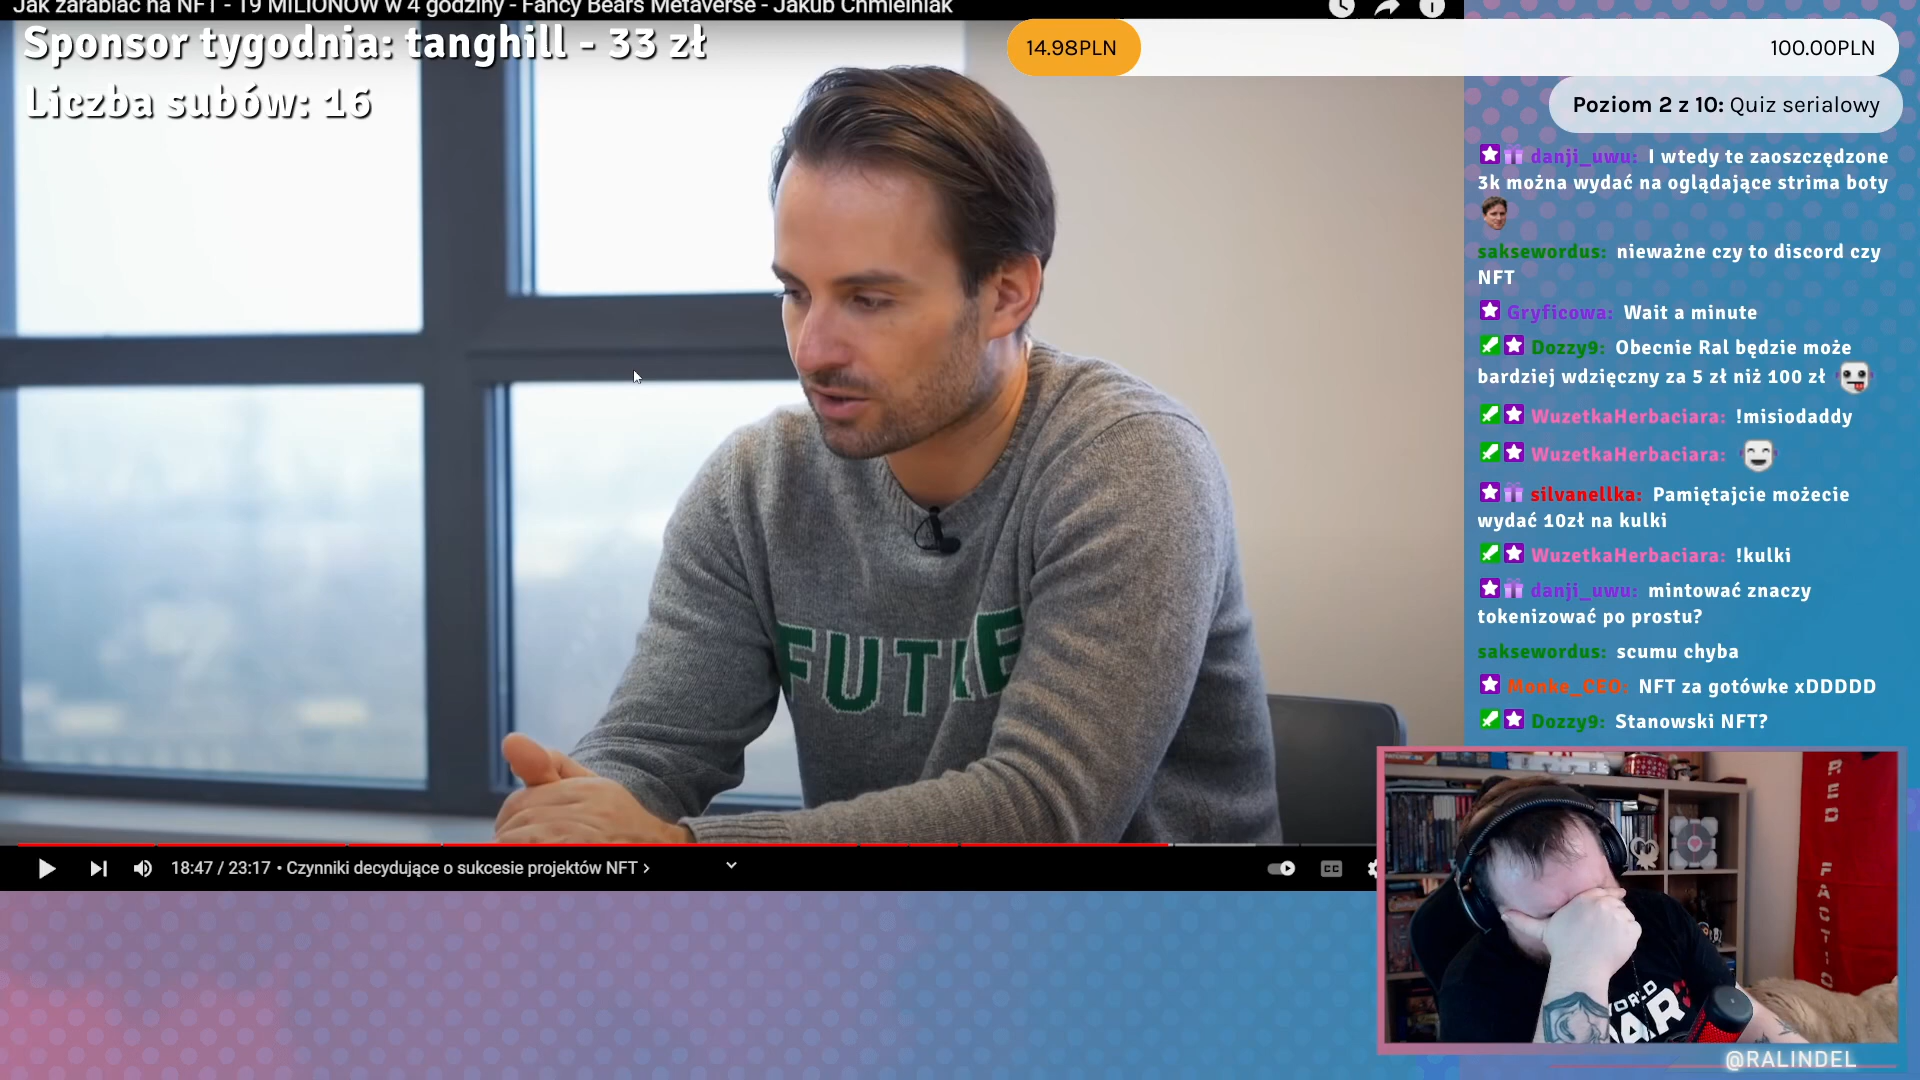 Jak zarabiać na NFT - 19 MILIONÓW w 4 godziny - Fancy Bears Metaverse - Jakub Chmielniak
Sponsor tygodnia: tanghill - 33 zł
Liczba subów: 16
14.98PLN
100.00PLN
Poziom 2 z 10: Quiz serialowy
danji_uwu: I wtedy te zaoszczędzone
3k można wydać na oglądające strima boty
saksewordus: nieważne czy to discord czy
NFT
Gryficowa: Wait a minute
Dozzy9: Obecnie Ral będzie może
bardziej wdzięczny za 5 zł niż 100 zł
WuzetkaHerbaciara: !misiodaddy
WuzetkaHerbaciara:
silvanellka: Pamiętajcie możecie
wydać 10zł na kulki
WuzetkaHerbaciara: !kulki
danji_uwu: mintować znaczy
tokenizować po prostu?
saksewordus: scumu chyba
Monke_CEO: NFT za gotówke xDDDDD
Dozzy9: Stanowski NFT?
18:47 / 23:17 • Czynniki decydujące o sukcesie projektów NFT
CC
RED FACTIO
WORLD
WAR
@RALINDEL